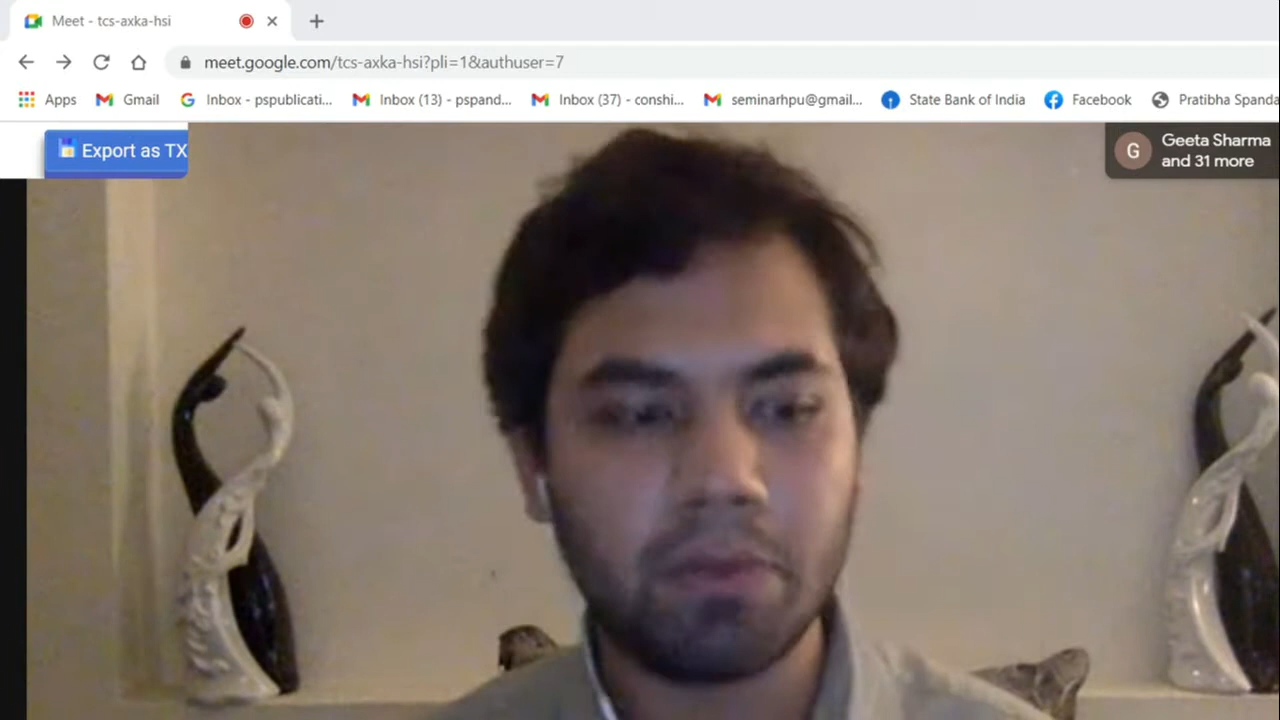 Meet - tcs-axka-hsi
meet.google.com/tcs-axka-hsi?pli=1&authuser=7
Apps Gmail Inbox - pspublicati... Inbox (13) - pspand... Inbox (37) - conshi... seminarhpu@gmail... State Bank of India Facebook Pratibha Spanda
Export as TX
G Geeta Sharma
and 31 more